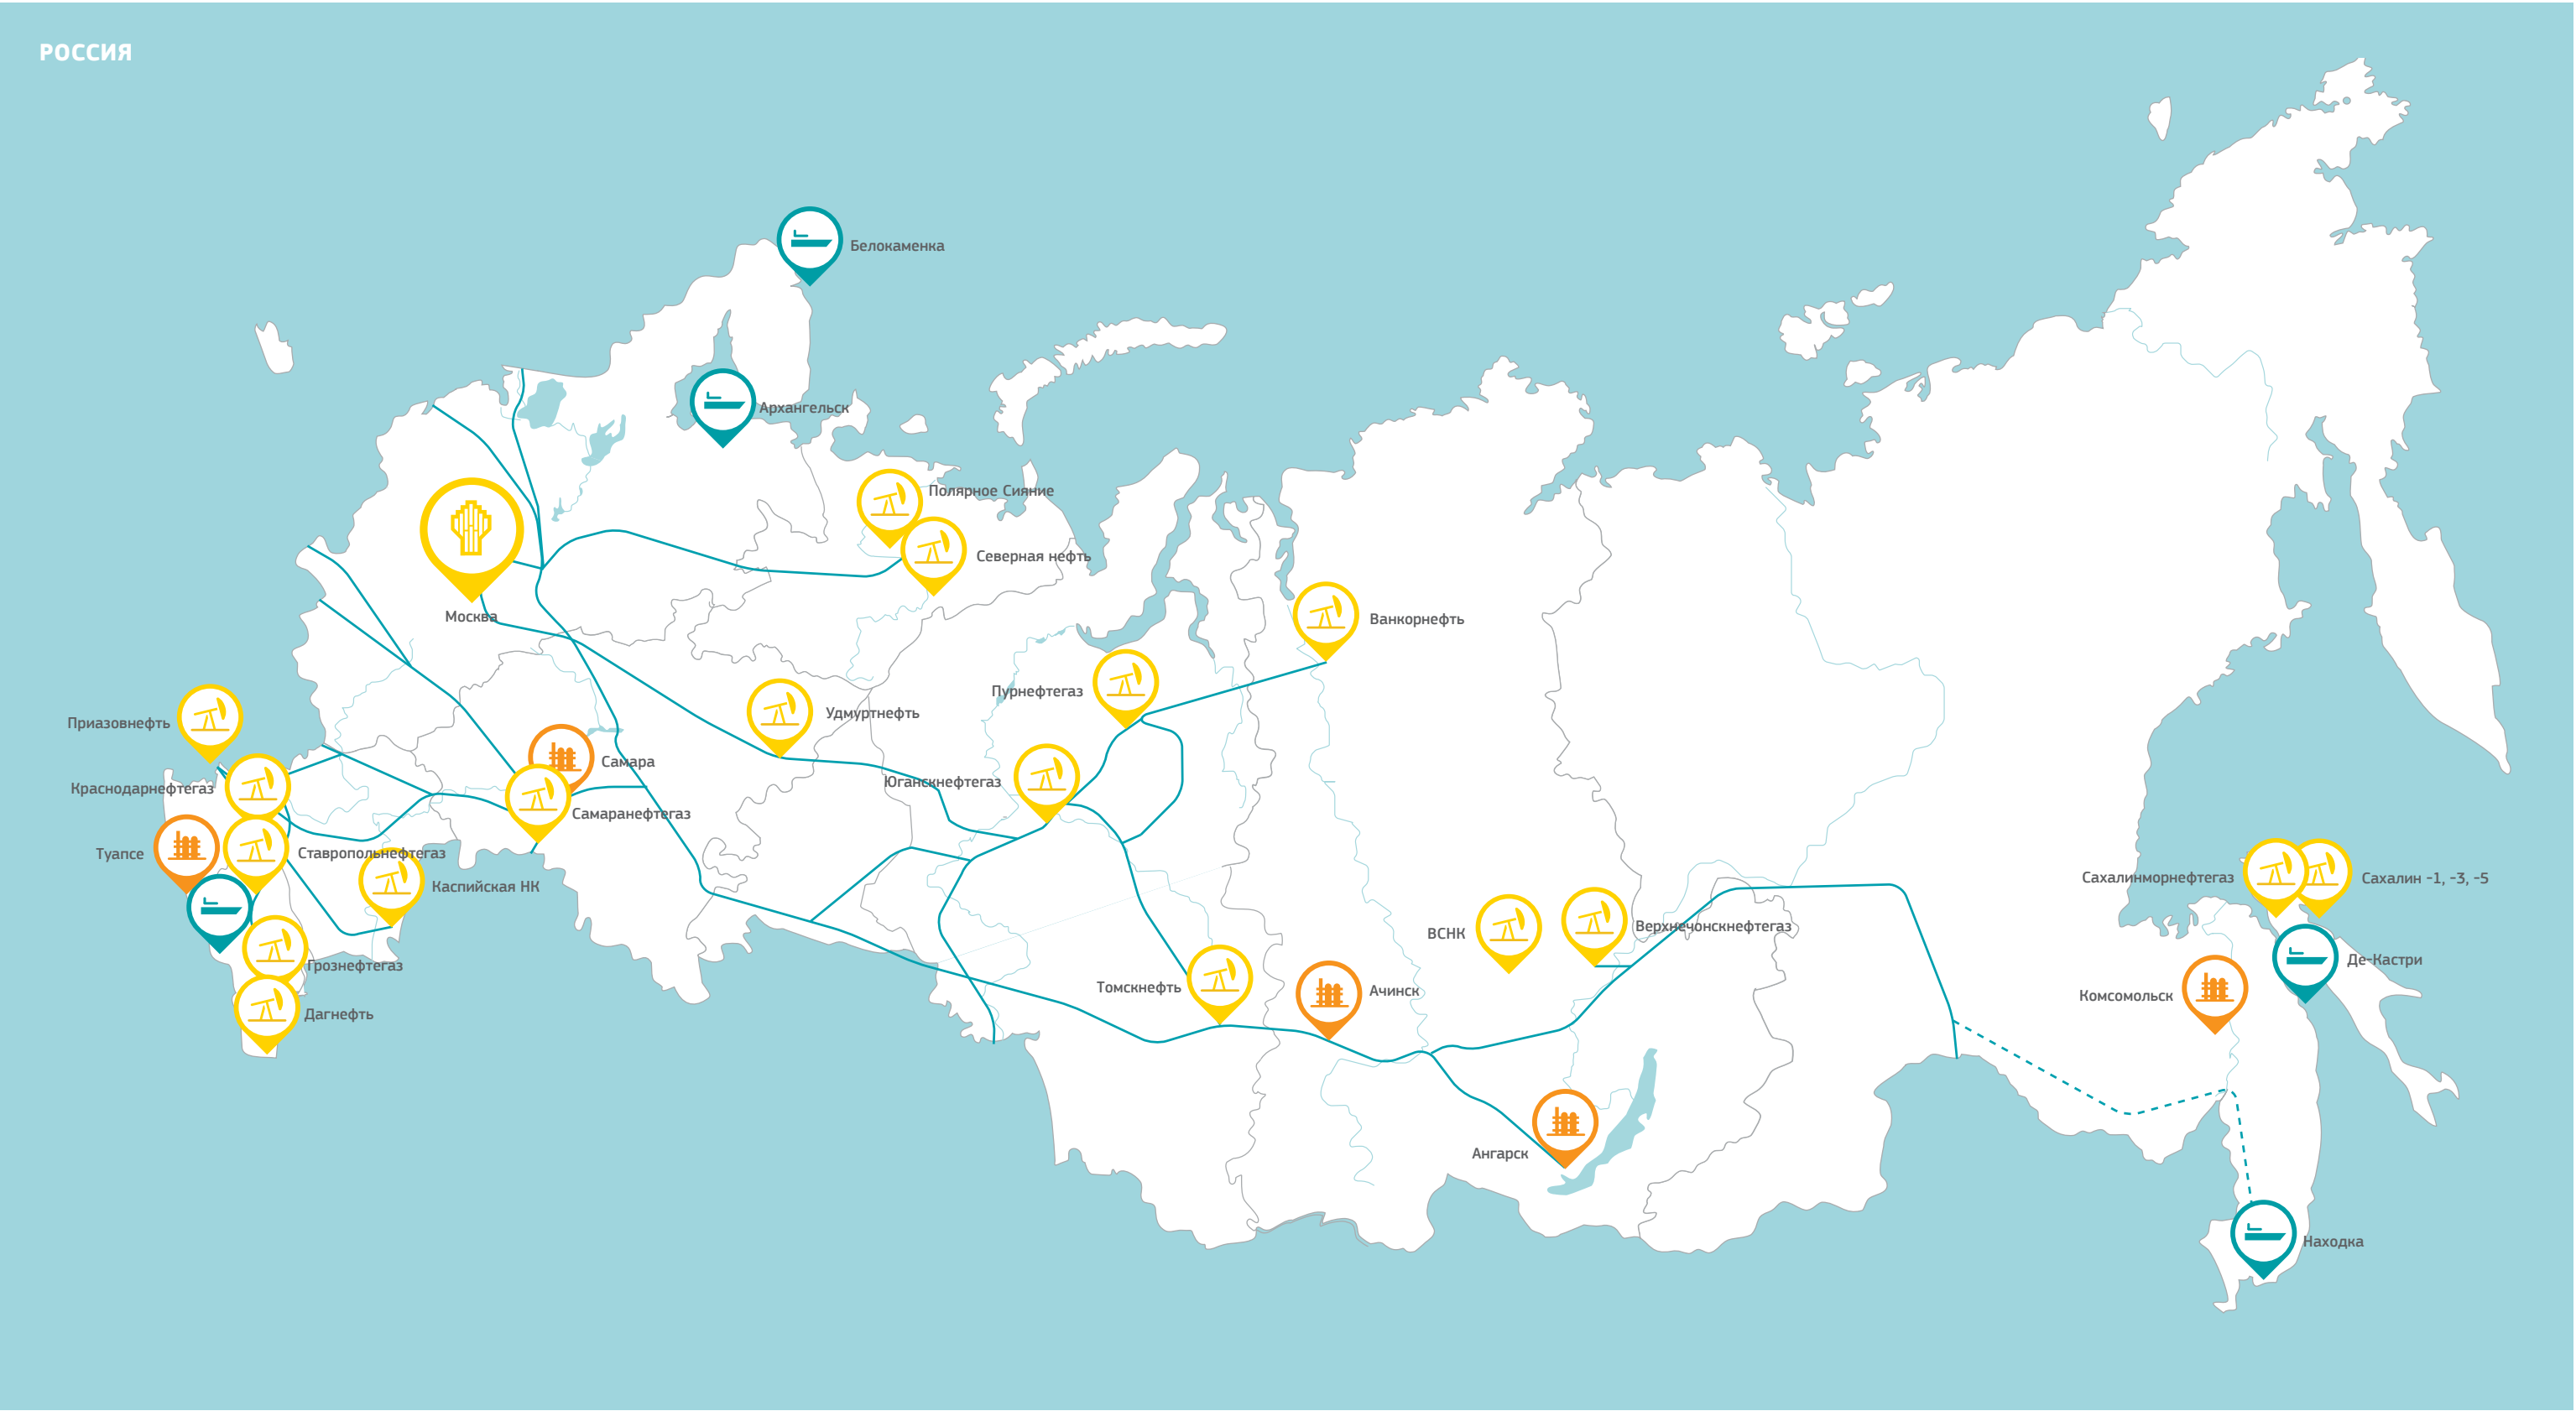 РОССИЯ
Белокаменка
Архангельск
Полярное Сияние
Северная нефть
Москва
Ванкорнефть
Пурнефтегаз
Удмуртнефть
Приазовнефть
Самара
Юганскнефтегаз
Краснодарнефтегаз
Самаранефтегаз
Туапсе
Ставропольнефтегаз
Каспийская НК
Сахалинморнефтегаз
Сахалин -1, -3, -5
ВСНК
Верхнечонскнефтегаз
Грознефтегаз
Де-Кастри
Томскнефть
Ачинск
Комсомольск
Дагнефть
Ангарск
Находка